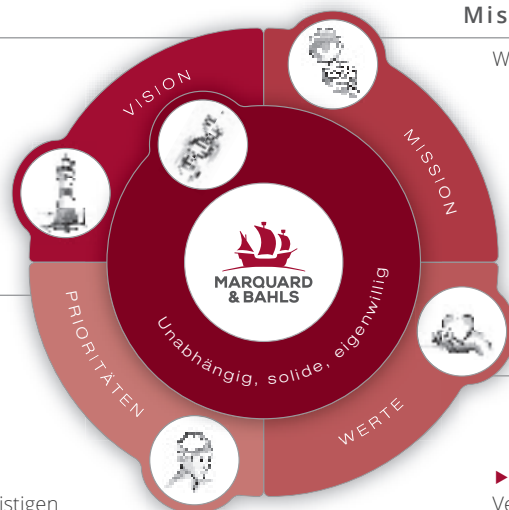 Mis
W
VISION
MISSION
MARQUARD
& BAHLS
Unabhängig, solide, eigenwillig
PRIORITÄTEN
WERTE
istigen
Ve